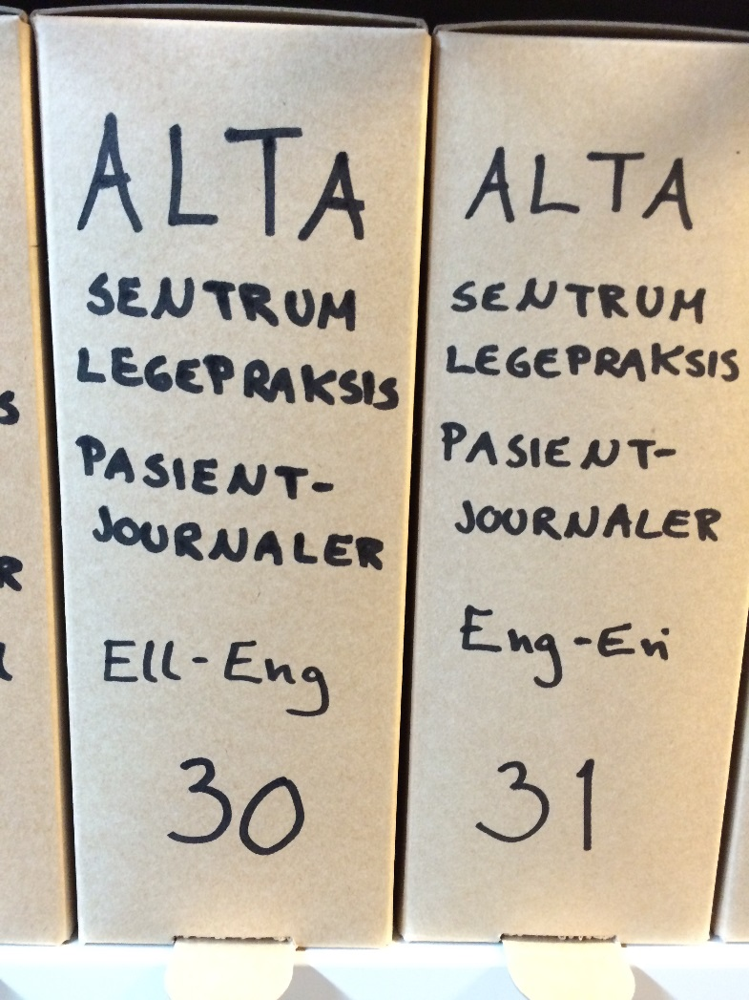 ALTA
SENTRUM
LEGEPRAKSIS
PASIENT-
JOURNALER
Ell-Eng
30
ALTA
SENTRUM
LEGEPRAKSIS
PASIENT-
JOURNALER
Eng-Eri
31